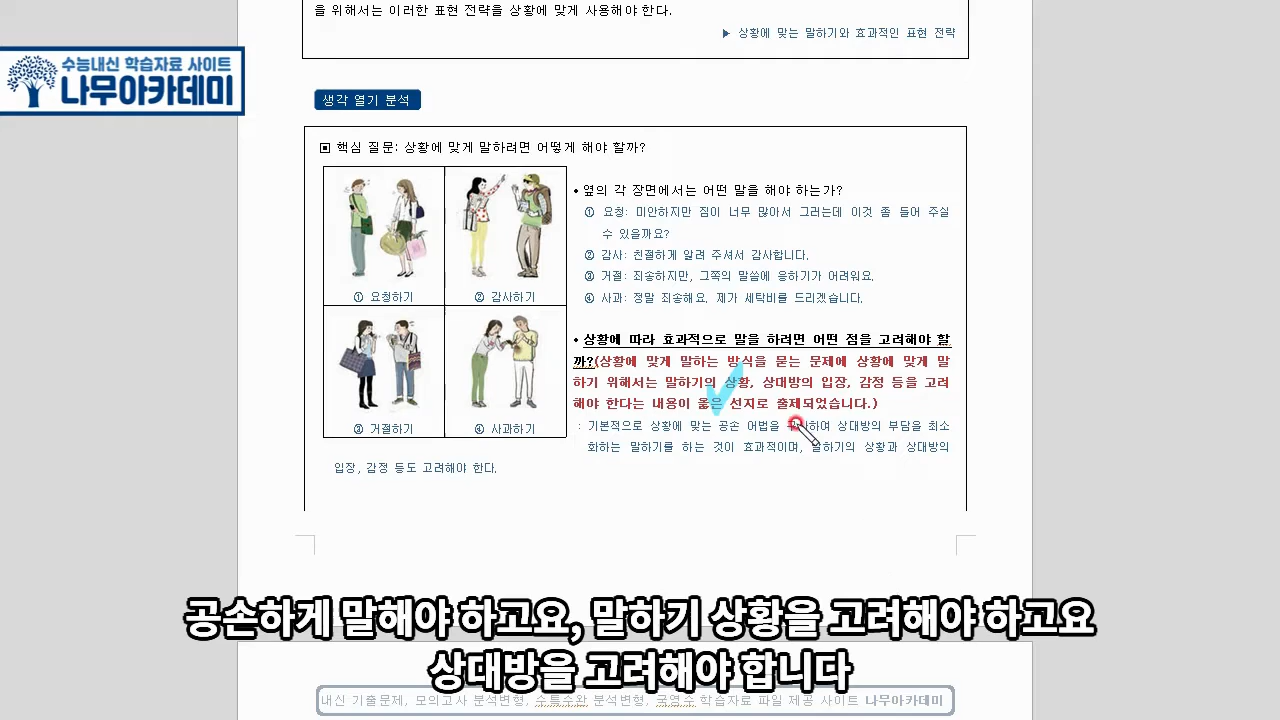 을 위해서는 이러한 표현 전략을 상황에 맞게 사용해야 한다.
▶ 상황에 맞는 말하기와 효과적인 표현 전략
수능내신 학습자료 사이트
나무아카데미
생각 열기 분석
▣ 핵심 질문: 상황에 맞게 말하려면 어떻게 해야 할까?
① 요청하기
② 감사하기
③ 거절하기
④ 사과하기
• 옆의 각 장면에서는 어떤 말을 해야 하는가?
① 요청: 미안하지만 짐이 너무 많아서 그러는데 이것 좀 들어 주실
수 있을까요?
② 감사: 친절하게 알려 주셔서 감사합니다.
③ 거절: 죄송하지만, 그쪽의 말씀에 응하기가 어려워요.
④ 사과: 정말 죄송해요. 제가 세탁비를 드리겠습니다.
• 상황에 따라 효과적으로 말을 하려면 어떤 점을 고려해야 할
까?(상황에 맞게 말하는 방식을 묻는 문제에 상황에 맞게 말
하기 위해서는 말하기의 상황, 상대방의 입장, 감정 등을 고려
해야 한다는 내용이 옳은 선지로 출제되었습니다.)
: 기본적으로 상황에 맞는 공손 어법을 하여 상대방의 부담을 최소
화하는 말하기를 하는 것이 효과적이며, 말하기의 상황과 상대방의
입장, 감정 등도 고려해야 한다.
공손하게 말해야 하고요, 말하기 상황을 고려해야 하고요
상대방을 고려해야 합니다
내신 기출문제, 모의고사 분석변형, 수특수완 분석변형, 국영수 학습자료 파일 제공 사이트 나무아카데미